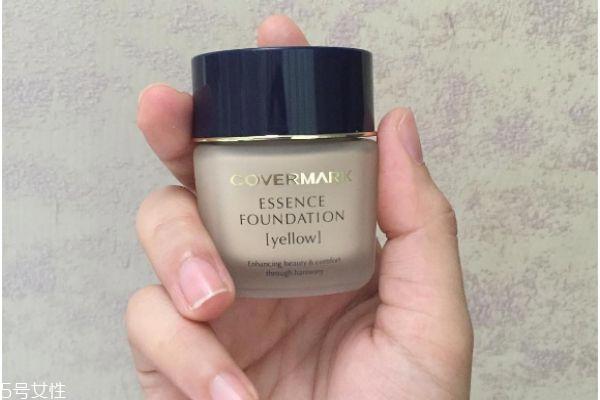 COVERMARK
ESSENCE
FOUNDATION
[yellow]
Enhancing beauty & comfort
through harmony
5号女性